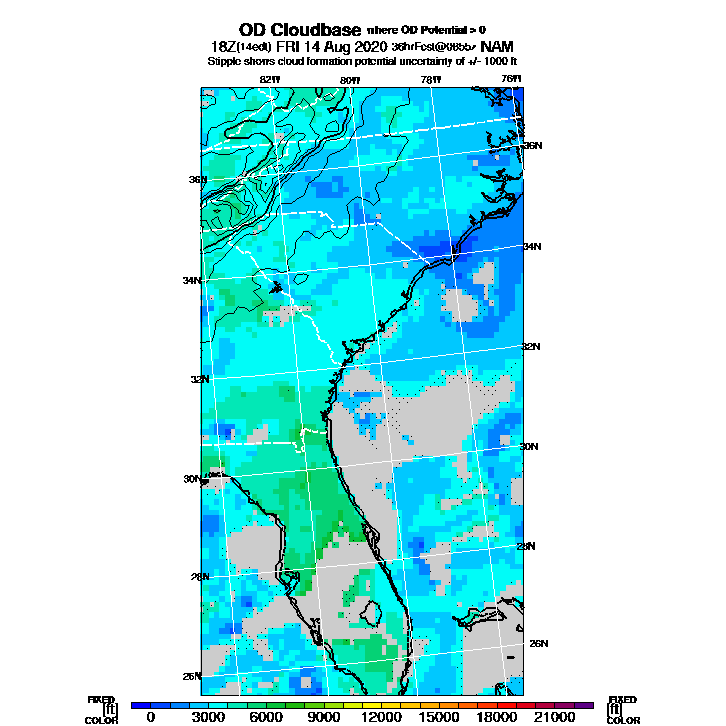 OD Cloudbase where OD Potential > 0
18Z(14edt) FRI 14 Aug 2020 36hrFcst@0655z NAM
Stipple shows cloud formation potential uncertainty of +/- 1000 ft
82W 80W 78W 76W
36N
36N
34N
34N
32N
32N
30N
30N
28N
28N
26N
26N
FIXED FIXED
[ft] [ft]
COLOR COLOR
0 3000 6000 9000 12000 15000 18000 21000